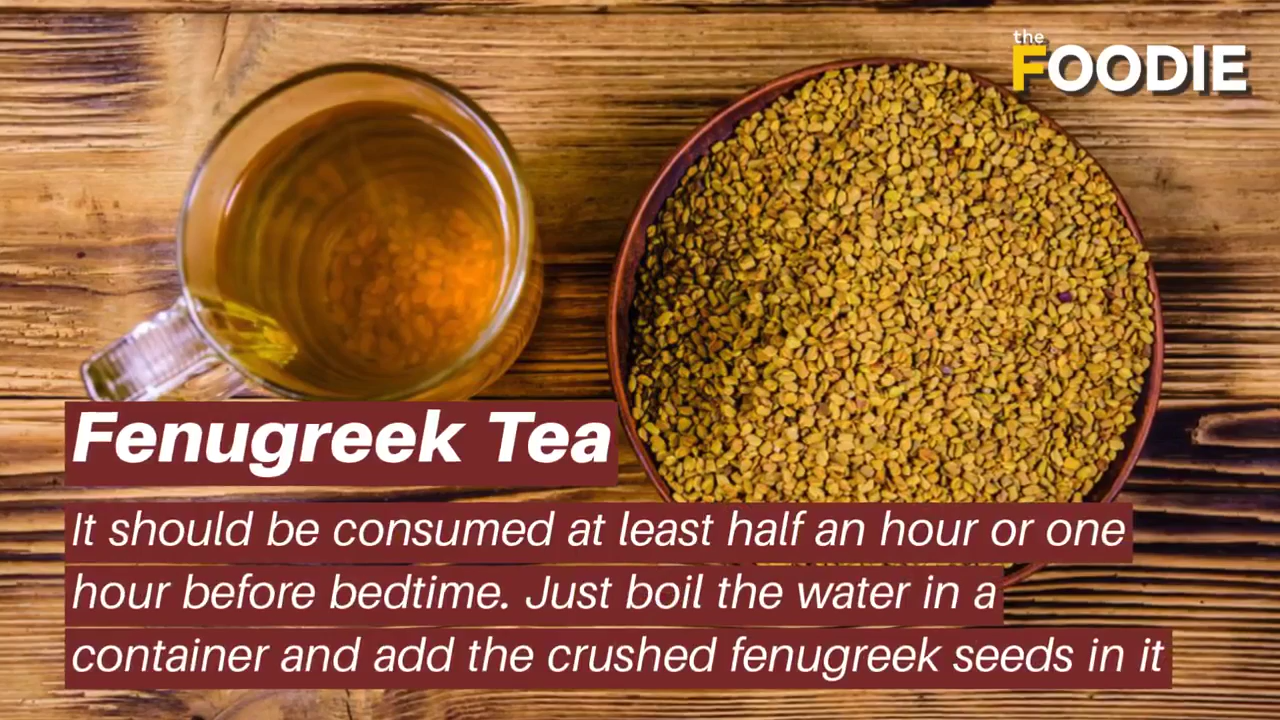 the
FOODIE
Fenugreek Tea
It should be consumed at least half an hour or one
hour before bedtime. Just boil the water in a
container and add the crushed fenugreek seeds in it